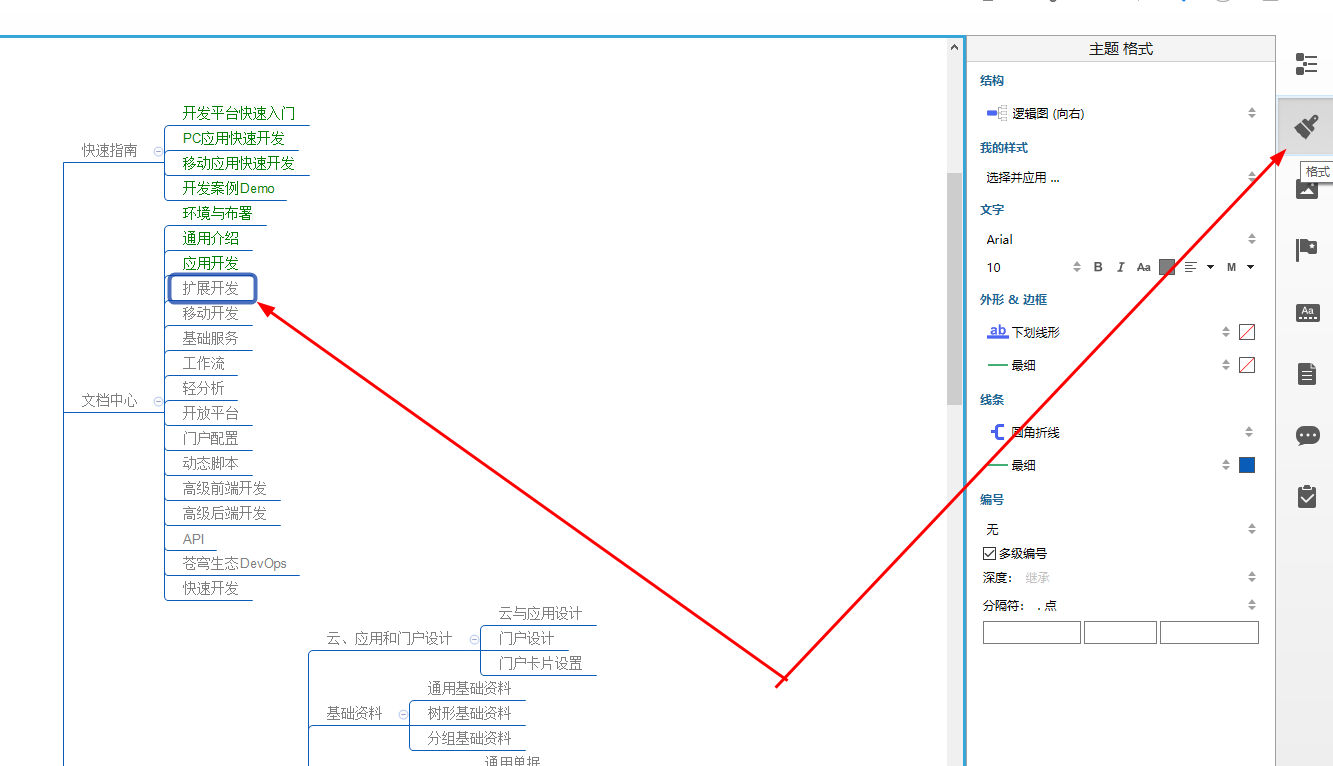 开发平台快速入门
PC应用快速开发
快速指南
移动应用快速开发
开发案例Demo
环境与布署
通用介绍
应用开发
扩展开发
移动开发
基础服务
工作流
轻分析
文档中心
开放平台
门户配置
动态脚本
高级前端开发
高级后端开发
API
苍穹生态DevOps
快速开发
云与应用设计
云、应用和门户设计
门户设计
门户卡片设置
通用基础资料
基础资料
树形基础资料
分组基础资料
通用单据
主题 格式
结构
逻辑图 (向右)
我的样式
选择并应用 ...
文字
Arial
10
B I Aa M
外形 & 边框
ab 下划线形
最细
线条
圆角折线
最细
编号
无
多级编号
深度: 继承
分隔符: . 点
格式
Aa